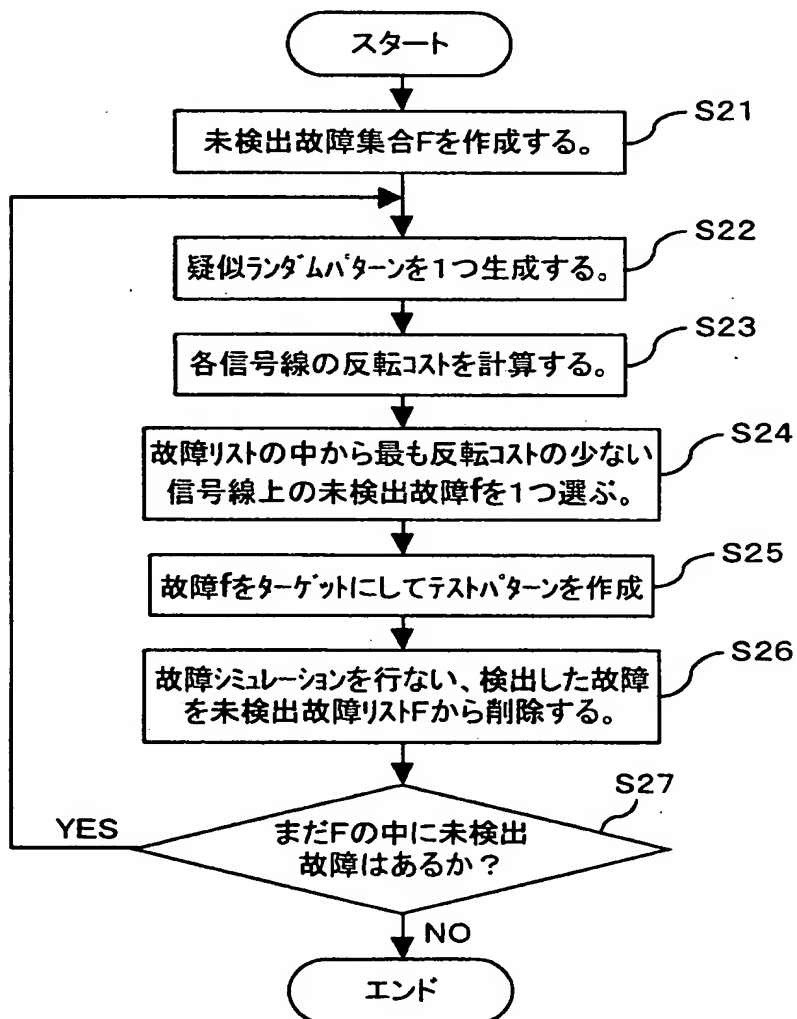 スタート
S21
未検出故障集合Fを作成する。
S22
疑似ランダムパターンを1つ生成する。
S23
各信号線の反転コストを計算する。
S24
故障リストの中から最も反転コストの少ない
信号線上の未検出故障fを1つ選ぶ。
S25
故障fをターゲットにしてテストパターンを作成
S26
故障シミュレーションを行ない、検出した故障
を未検出故障リストFから削除する。
S27
YES
まだFの中に未検出
故障はあるか？
NO
エンド